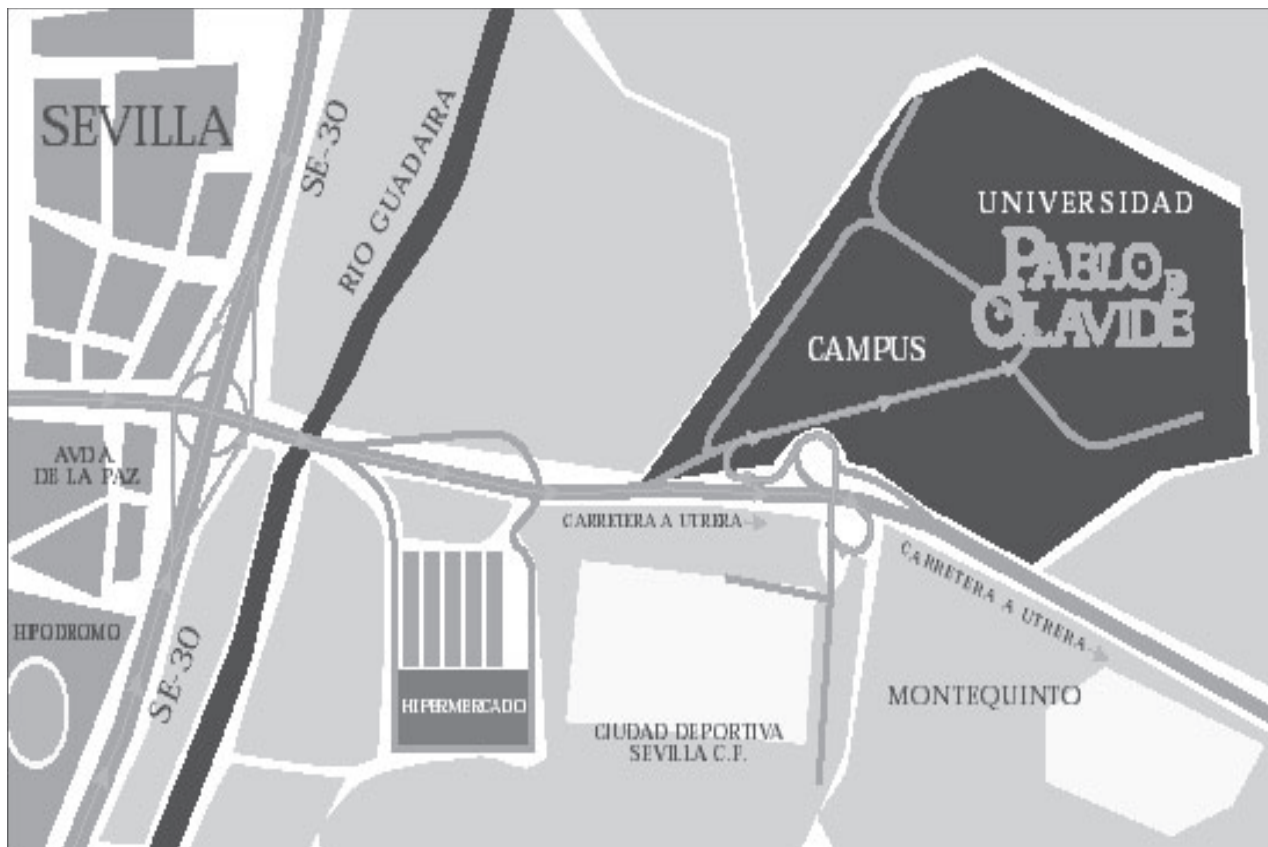 SEVILLA
SE-30
RIO GUADAIRA
UNIVERSIDAD
PABLO DE
OLAVIDE
CAMPUS
AVDA.
DE LA PAZ
CARRETERA A UTRERA
CARRETERA A UTRERA
HIPODROMO
SE-30
HIPERMERCADO
CIUDAD DEPORTIVA
SEVILLA C.F.
MONTEQUINTO